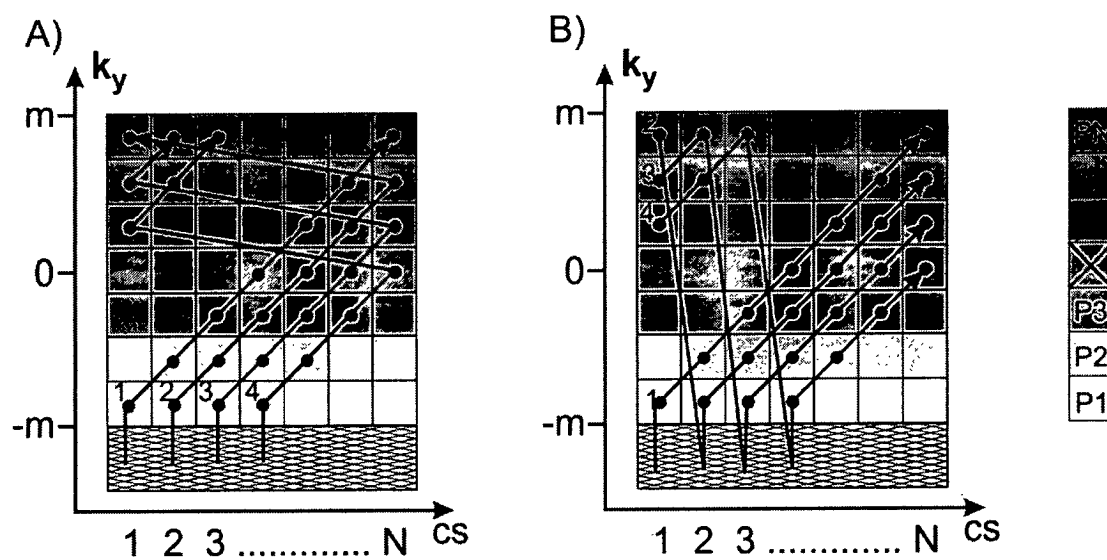 A)
k_y
m
0
-m
1
2
3
4
1 2 3 ............. N cs
B)
k_y
m
0
-m
2
3
4
1
1 2 3 ............. N cs
P3
P2
P1